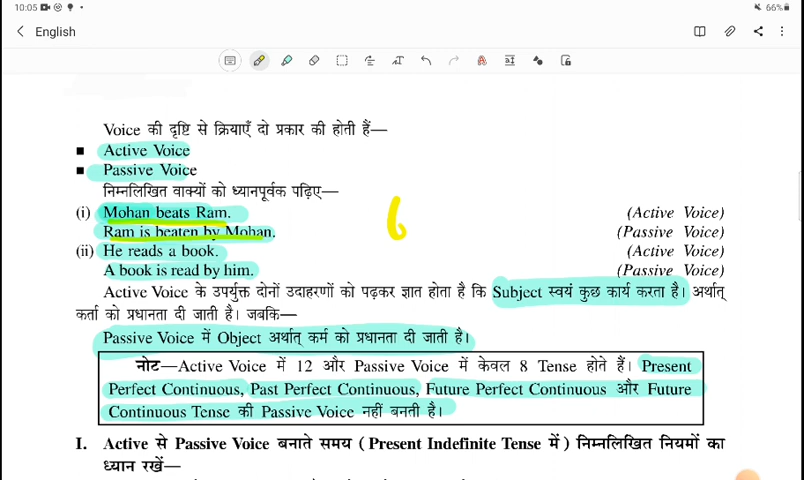 10:05
66%
English
Voice की दृष्टि से क्रियाएँ दो प्रकार की होती हैं—
■ Active Voice
■ Passive Voice
निम्नलिखित वाक्यों को ध्यानपूर्वक पढ़िए—
(i) Mohan beats Ram. (Active Voice)
Ram is beaten by Mohan. (Passive Voice)
(ii) He reads a book. (Active Voice)
A book is read by him. (Passive Voice)
Active Voice के उपर्युक्त दोनों उदाहरणों को पढ़कर ज्ञात होता है कि Subject स्वयं कुछ कार्य करता है। अर्थात्
कर्ता को प्रधानता दी जाती है। जबकि—
Passive Voice में Object अर्थात् कर्म को प्रधानता दी जाती है।
नोट—Active Voice में 12 और Passive Voice में केवल 8 Tense होते हैं। Present
Perfect Continuous, Past Perfect Continuous, Future Perfect Continuous और Future
Continuous Tense की Passive Voice नहीं बनती है।
I. Active से Passive Voice बनाते समय (Present Indefinite Tense में) निम्नलिखित नियमों का
ध्यान रखें—